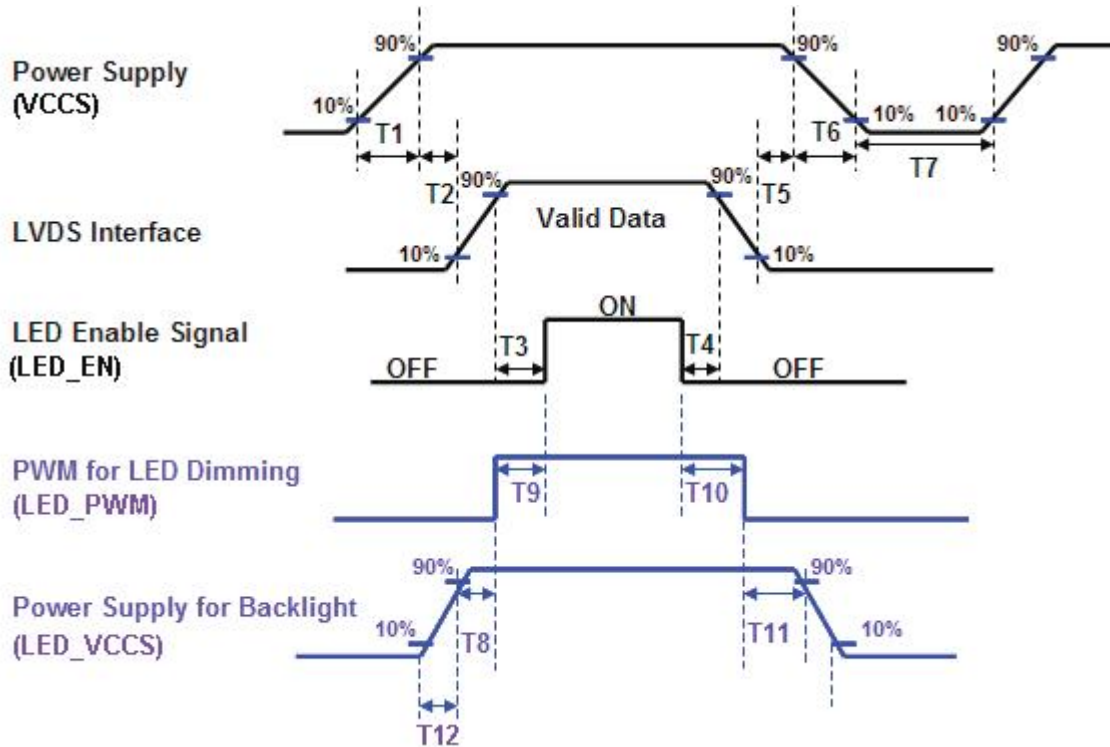 90% 90% 90%
Power Supply
(VCCS)
10% 10% 10%
T1 T6
T7
T2 90% 90% T5
Valid Data
LVDS Interface
10% 10%
ON
LED Enable Signal
(LED_EN)
T3 T4
OFF OFF
PWM for LED Dimming
(LED_PWM)
T9 T10
90% 90%
Power Supply for Backlight
(LED_VCCS)
10% 10%
T8 T11
T12